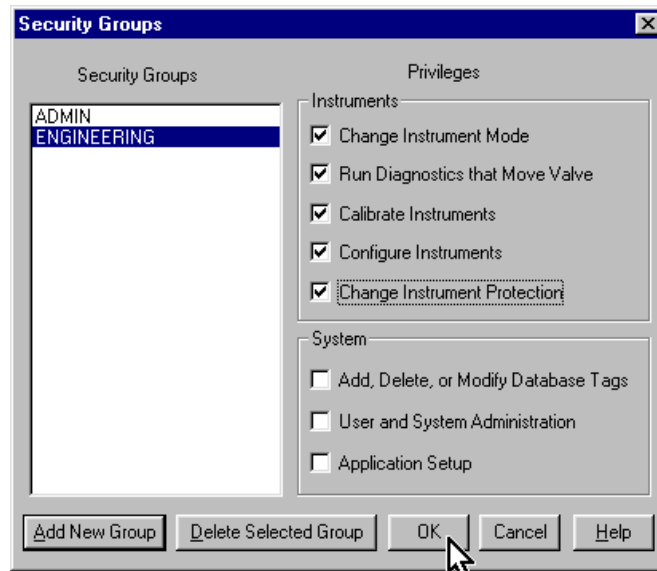 Security Groups
Security Groups
Privileges
ADMIN
ENGINEERING
Instruments
Change Instrument Mode
Run Diagnostics that Move Valve
Calibrate Instruments
Configure Instruments
Change Instrument Protection
System
Add, Delete, or Modify Database Tags
User and System Administration
Application Setup
Add New Group
Delete Selected Group
OK
Cancel
Help